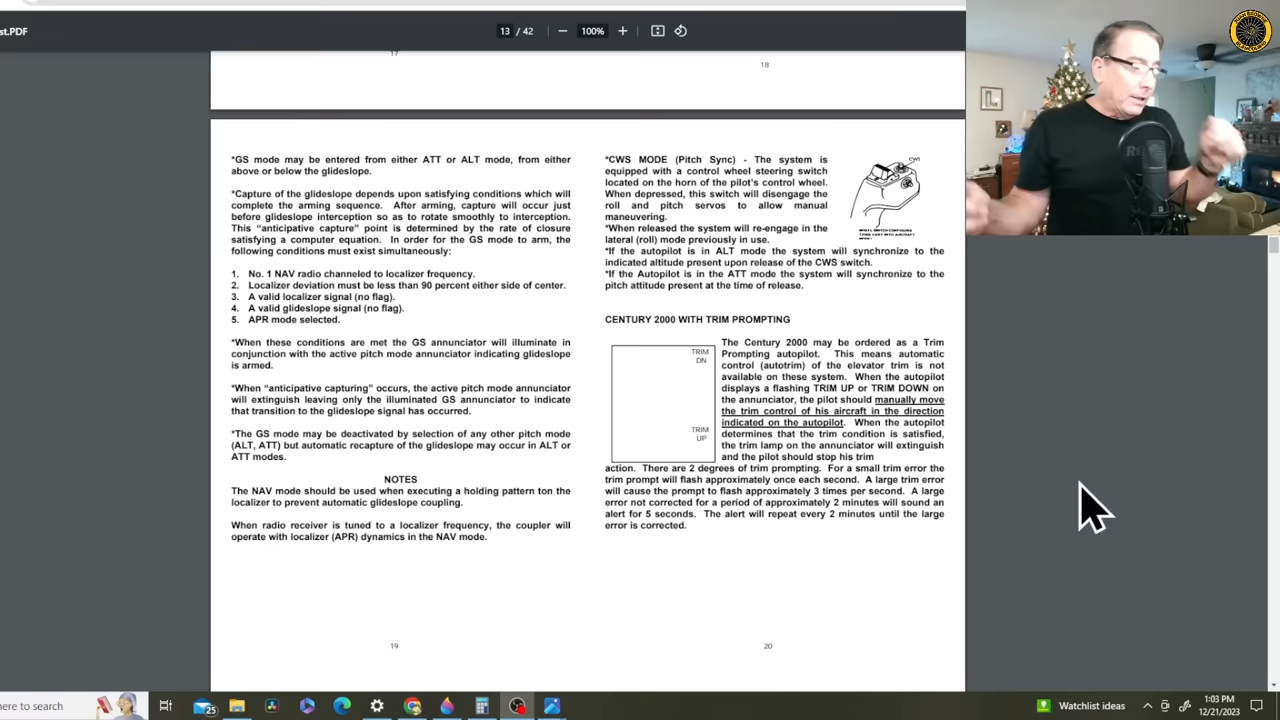 st.PDF
13 / 42
100%
17
18
*GS mode may be entered from either ATT or ALT mode, from either
above or below the glideslope.
*Capture of the glideslope depends upon satisfying conditions which will
complete the arming sequence. After arming, capture will occur just
before glideslope interception so as to rotate smoothly to interception.
This “anticipative capture” point is determined by the rate of closure
satisfying a computer equation. In order for the GS mode to arm, the
following conditions must exist simultaneously:
1. No. 1 NAV radio channeled to localizer frequency.
2. Localizer deviation must be less than 90 percent either side of center.
3. A valid localizer signal (no flag).
4. A valid glideslope signal (no flag).
5. APR mode selected.
*When these conditions are met the GS annunciator will illuminate in
conjunction with the active pitch mode annunciator indicating glideslope
is armed.
*When “anticipative capturing” occurs, the active pitch mode annunciator
will extinguish leaving only the illuminated GS annunciator to indicate
that transition to the glideslope signal has occurred.
*The GS mode may be deactivated by selection of any other pitch mode
(ALT, ATT) but automatic recapture of the glideslope may occur in ALT or
ATT modes.
NOTES
The NAV mode should be used when executing a holding pattern ton the
localizer to prevent automatic glideslope coupling.
When radio receiver is tuned to a localizer frequency, the coupler will
operate with localizer (APR) dynamics in the NAV mode.
19
*CWS MODE (Pitch Sync) - The system is
equipped with a control wheel steering switch
located on the horn of the pilot's control wheel.
When depressed, this switch will disengage the
roll and pitch servos to allow manual
maneuvering.
*When released the system will re-engage in the
lateral (roll) mode previously in use.
*If the autopilot is in ALT mode the system will synchronize to the
indicated altitude present upon release of the CWS switch.
*If the Autopilot is in the ATT mode the system will synchronize to the
pitch attitude present at the time of release.
CWS
CENTURY 2000 WITH TRIM PROMPTING
TRIM
DN
TRIM
UP
The Century 2000 may be ordered as a Trim
Prompting autopilot. This means automatic
control (autotrim) of the elevator trim is not
available on these system. When the autopilot
displays a flashing TRIM UP or TRIM DOWN on
the annunciator, the pilot should manually move
the trim control of his aircraft in the direction
indicated on the autopilot. When the autopilot
determines that the trim condition is satisfied,
the trim lamp on the annunciator will extinguish
and the pilot should stop his trim
action. There are 2 degrees of trim prompting. For a small trim error the
trim prompt will flash approximately once each second. A large trim error
will cause the prompt to flash approximately 3 times per second. A large
error not corrected for a period of approximately 2 minutes will sound an
alert for 5 seconds. The alert will repeat every 2 minutes until the large
error is corrected.
20
here to search
25
Watchlist ideas
1:03 PM
12/21/2023